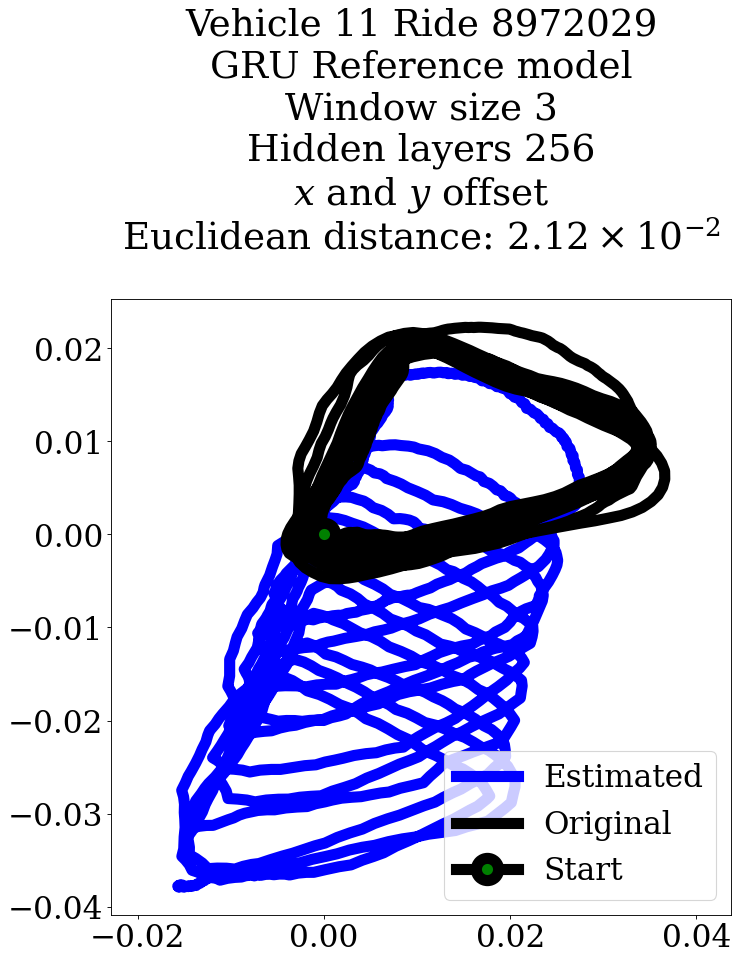 Vehicle 11 Ride 8972029
GRU Reference model
Window size 3
Hidden layers 256
x and y offset
Euclidean distance: 2.12 × 10⁻²
0.02
0.01
0.00
−0.01
−0.02
−0.03
−0.04
Estimated
Original
Start
−0.02 0.00 0.02 0.04